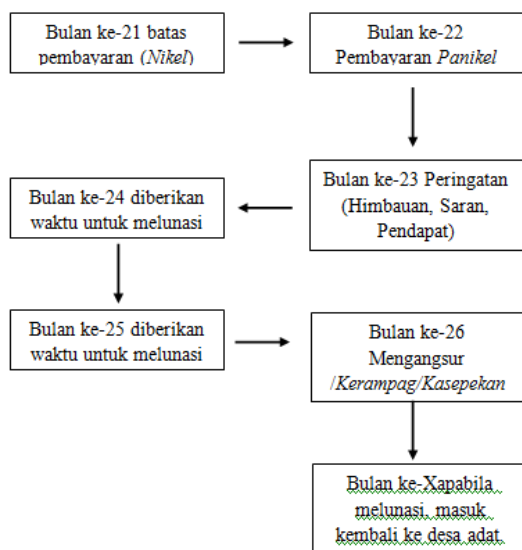 Bulan ke-21 batas
pembayaran (Nikel)
Bulan ke-22
Pembayaran Panikel
Bulan ke-23 Peringatan
(Himbauan, Saran,
Pendapat)
Bulan ke-24 diberikan
waktu untuk melunasi
Bulan ke-25 diberikan
waktu untuk melunasi
Bulan ke-26
Mengangsur
/Kerampag/Kasepekan
Bulan ke-Xapabila
melunasi, masuk
kembali ke desa adat.